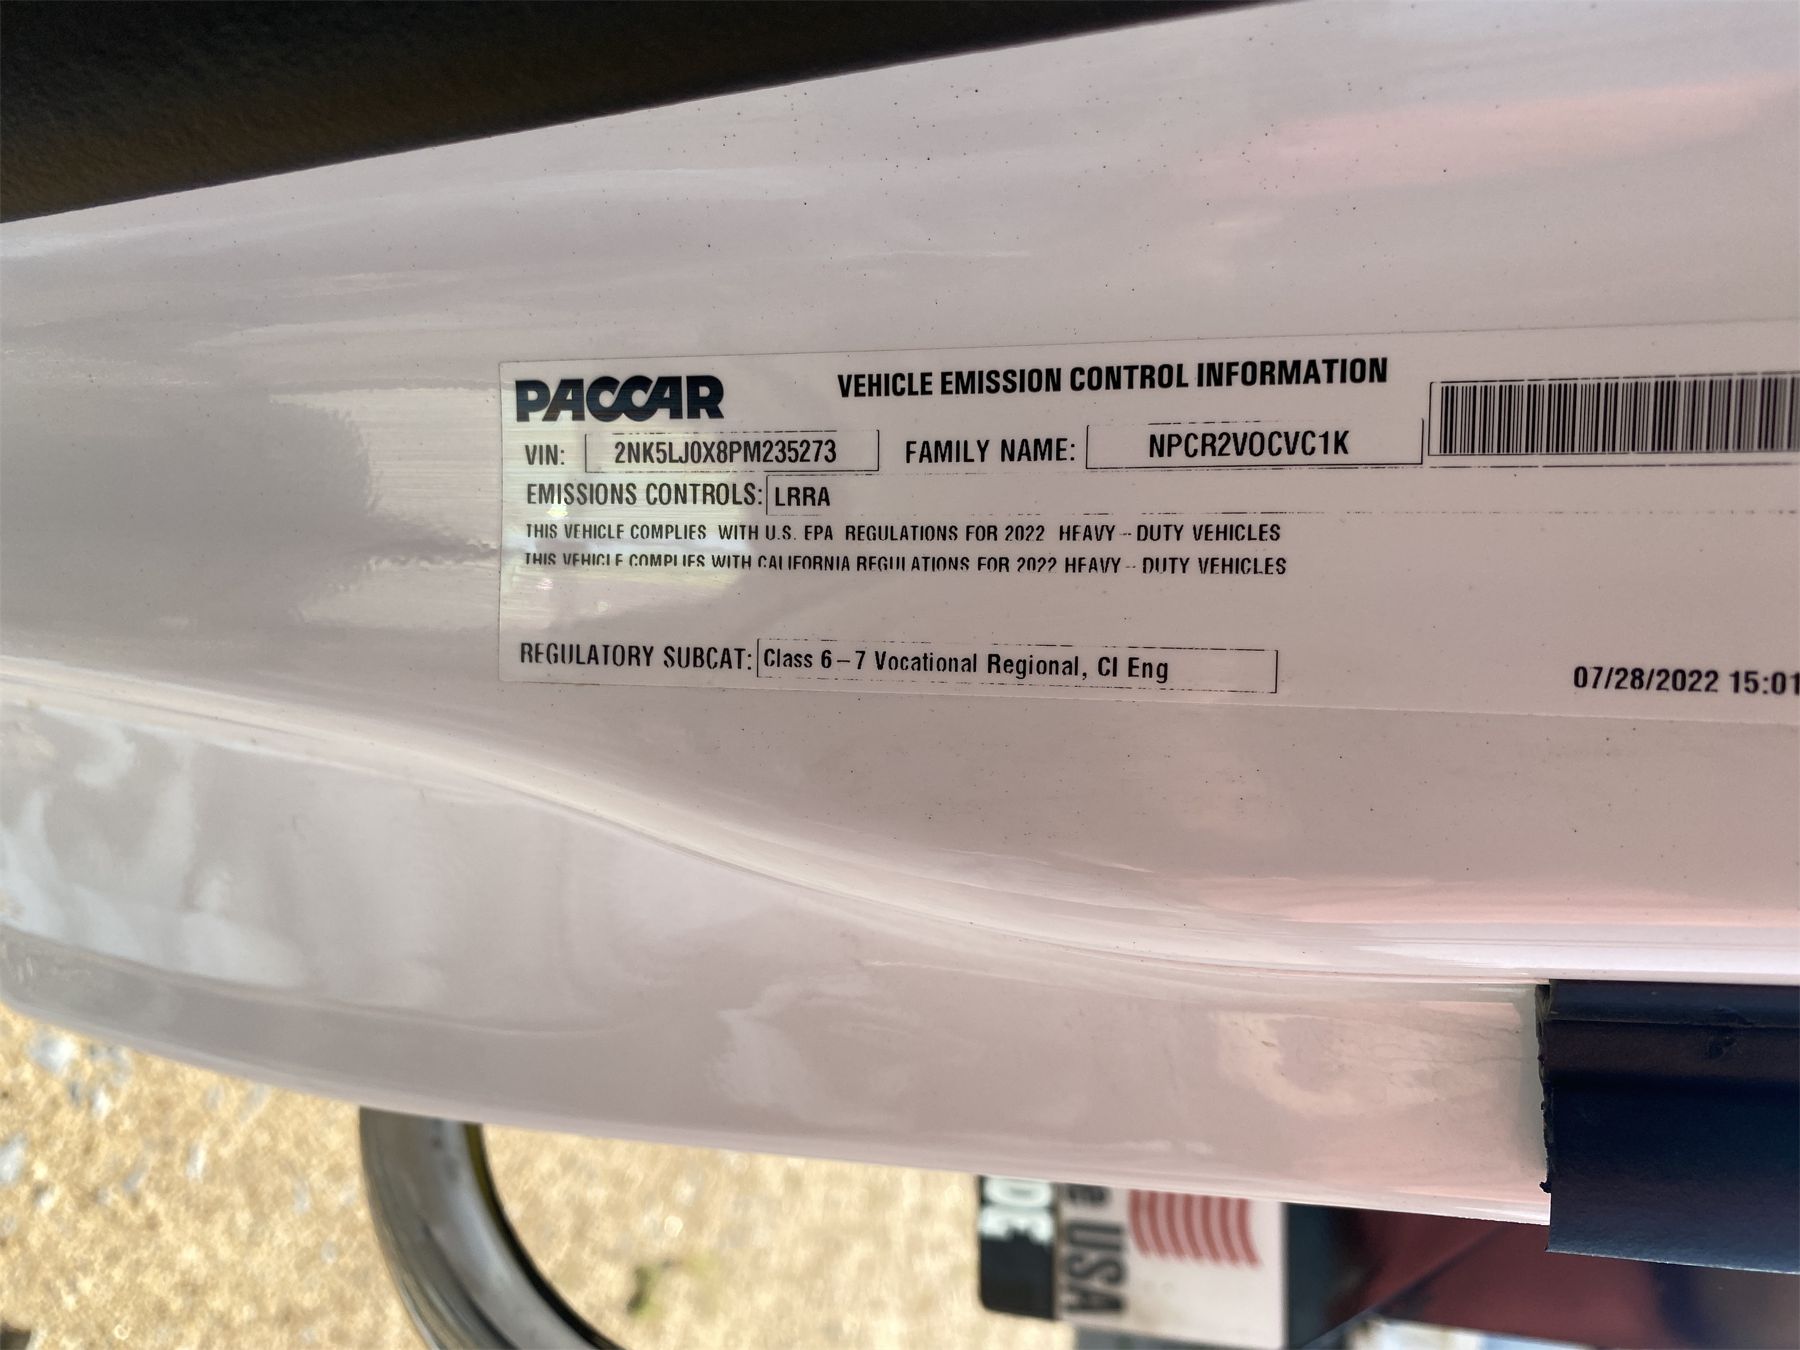 PACCAR
VEHICLE EMISSION CONTROL INFORMATION
VIN: 2NK5LJ0X8PM235273 FAMILY NAME: NPCR2VOCVC1K
EMISSIONS CONTROLS: LRRA
THIS VEHICLE COMPLIES WITH U.S. EPA REGULATIONS FOR 2022 HEAVY-DUTY VEHICLES
THIS VEHICLE COMPLIES WITH CALIFORNIA REGULATIONS FOR 2022 HEAVY-DUTY VEHICLES
REGULATORY SUBCAT: Class 6-7 Vocational Regional, CI Eng
07/28/2022 15:01
DE
e USA